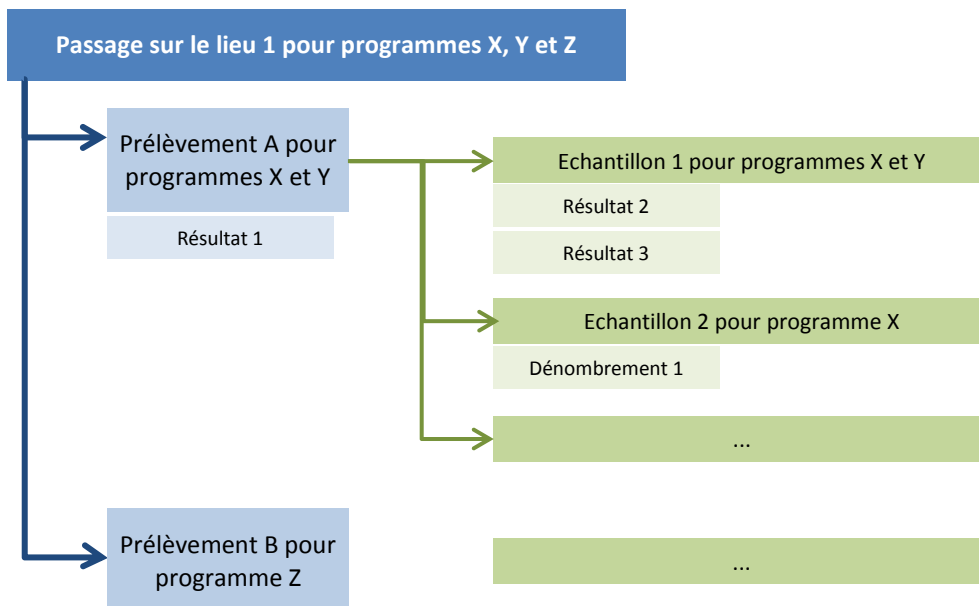 Passage sur le lieu 1 pour programmes X, Y et Z
Prélèvement A pour
programmes X et Y
Résultat 1
Echantillon 1 pour programmes X et Y
Résultat 2
Résultat 3
Echantillon 2 pour programme X
Dénombrement 1
...
Prélèvement B pour
programme Z
...